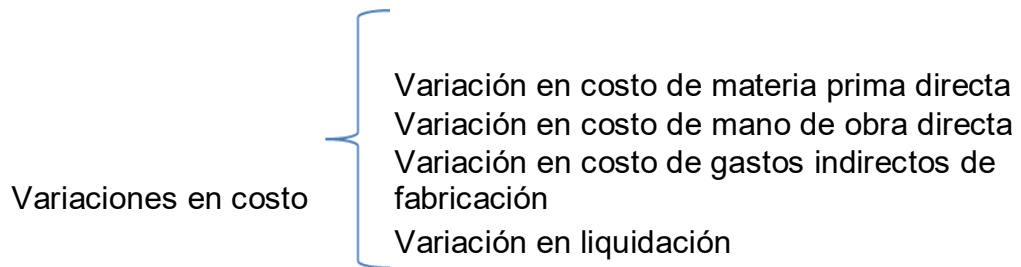 Variación en costo de materia prima directa
Variación en costo de mano de obra directa
Variación en costo de gastos indirectos de
Variaciones en costo
fabricación
Variación en liquidación